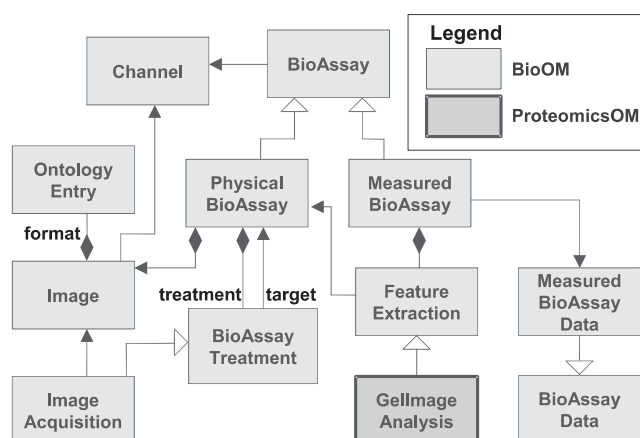 Legend
BioOM
ProteomicsOM
Channel
BioAssay
Ontology
Entry
Physical
BioAssay
Measured
BioAssay
format
Image
treatment
target
Feature
Extraction
Measured
BioAssay
Data
BioAssay
Treatment
Image
Acquisition
GelImage
Analysis
BioAssay
Data